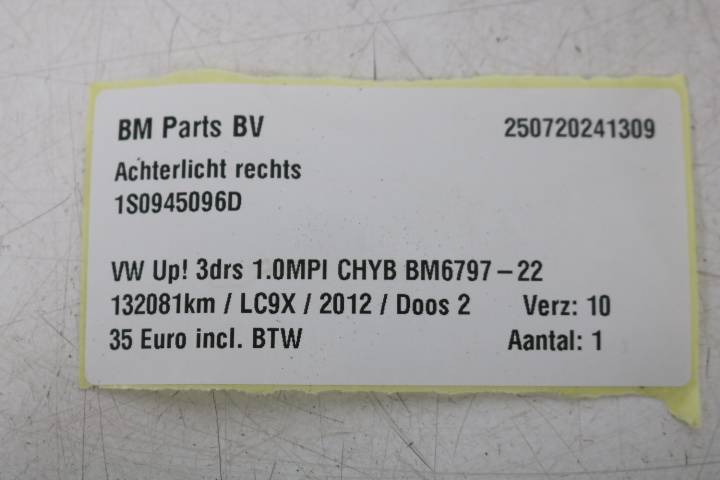 BM Parts BV 250720241309
Achterlicht rechts
1S0945096D
VW Up! 3drs 1.0MPI CHYB BM6797-22
132081km / LC9X / 2012 / Doos 2 Verz: 10
35 Euro incl. BTW Aantal: 1